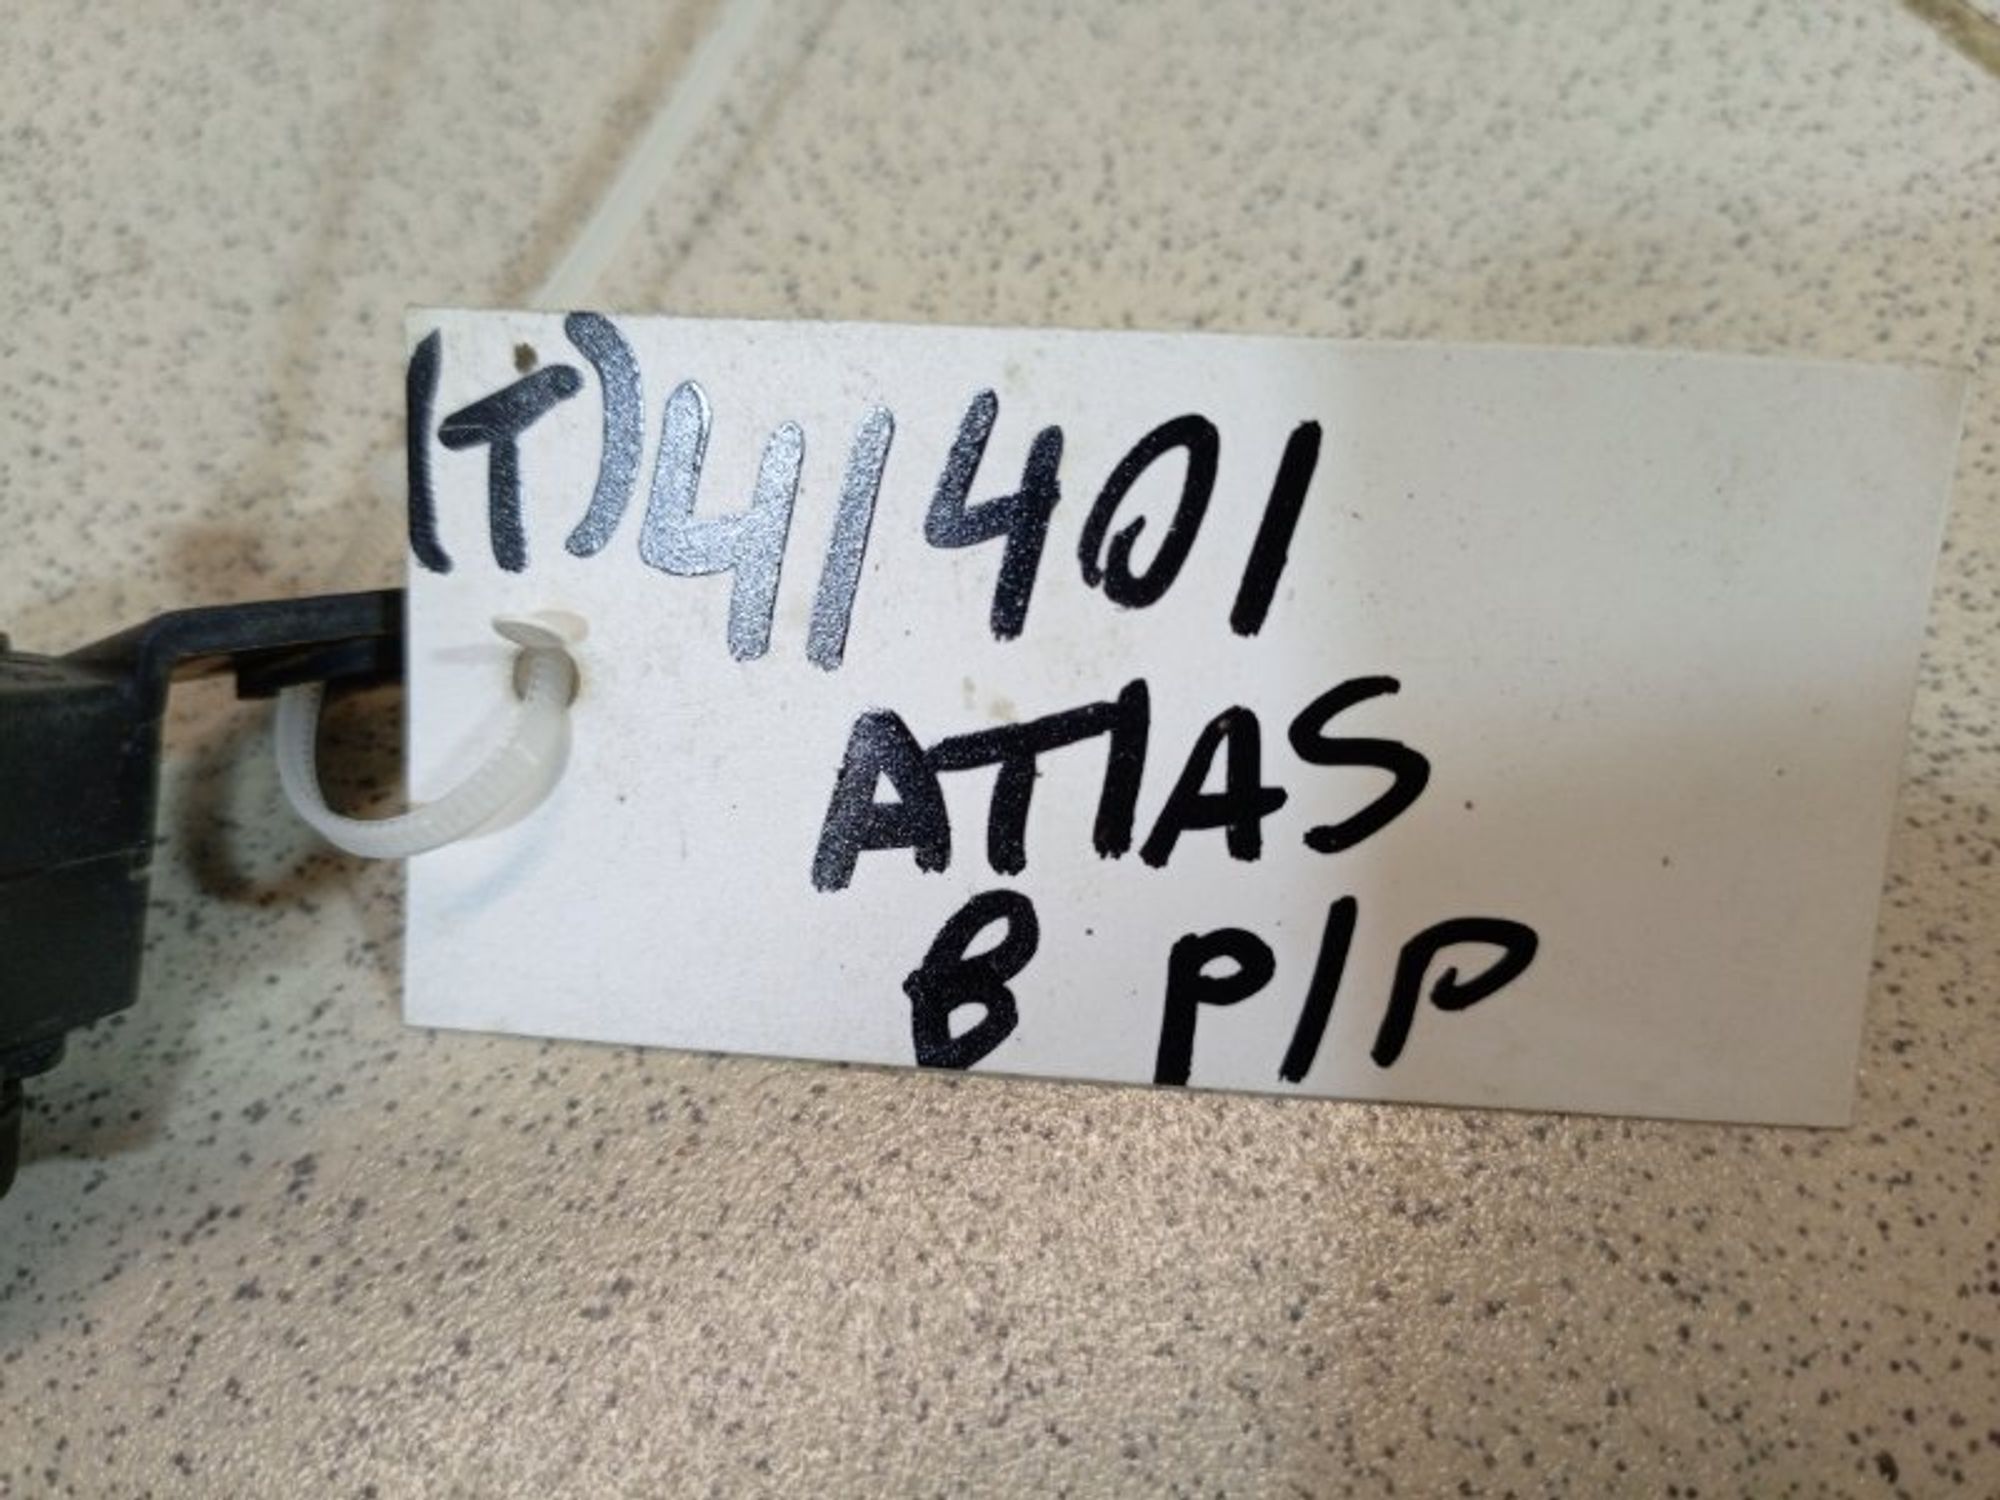 (T) 41401
ATIAS
B P/P